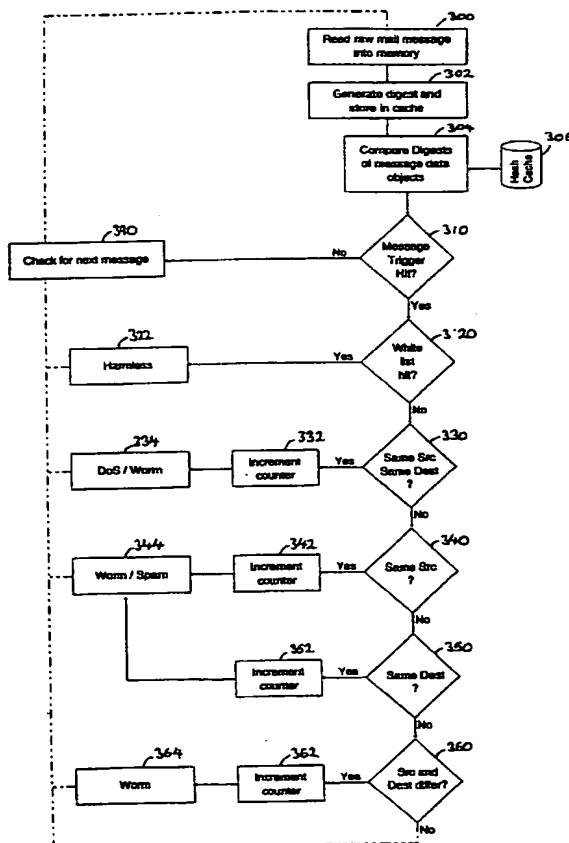 300
Read raw mail message
into memory
302
Generate digest and
store in cache
304
Compare Digests
of message data
objects
306
Hash
Cache
310
Message
Trigger
Hit?
390
Check for next message
No
Yes
320
White
list
hit?
322
Harmless
Yes
No
330
Same Src
Same Dest
?
334
DoS / Worm
332
Increment
counter
Yes
No
340
Same Src
?
344
Worm / Spam
342
Increment
counter
Yes
No
350
Same Dest
?
352
Increment
counter
Yes
No
360
Src and
Dest differ?
364
Worm
362
Increment
counter
Yes
No